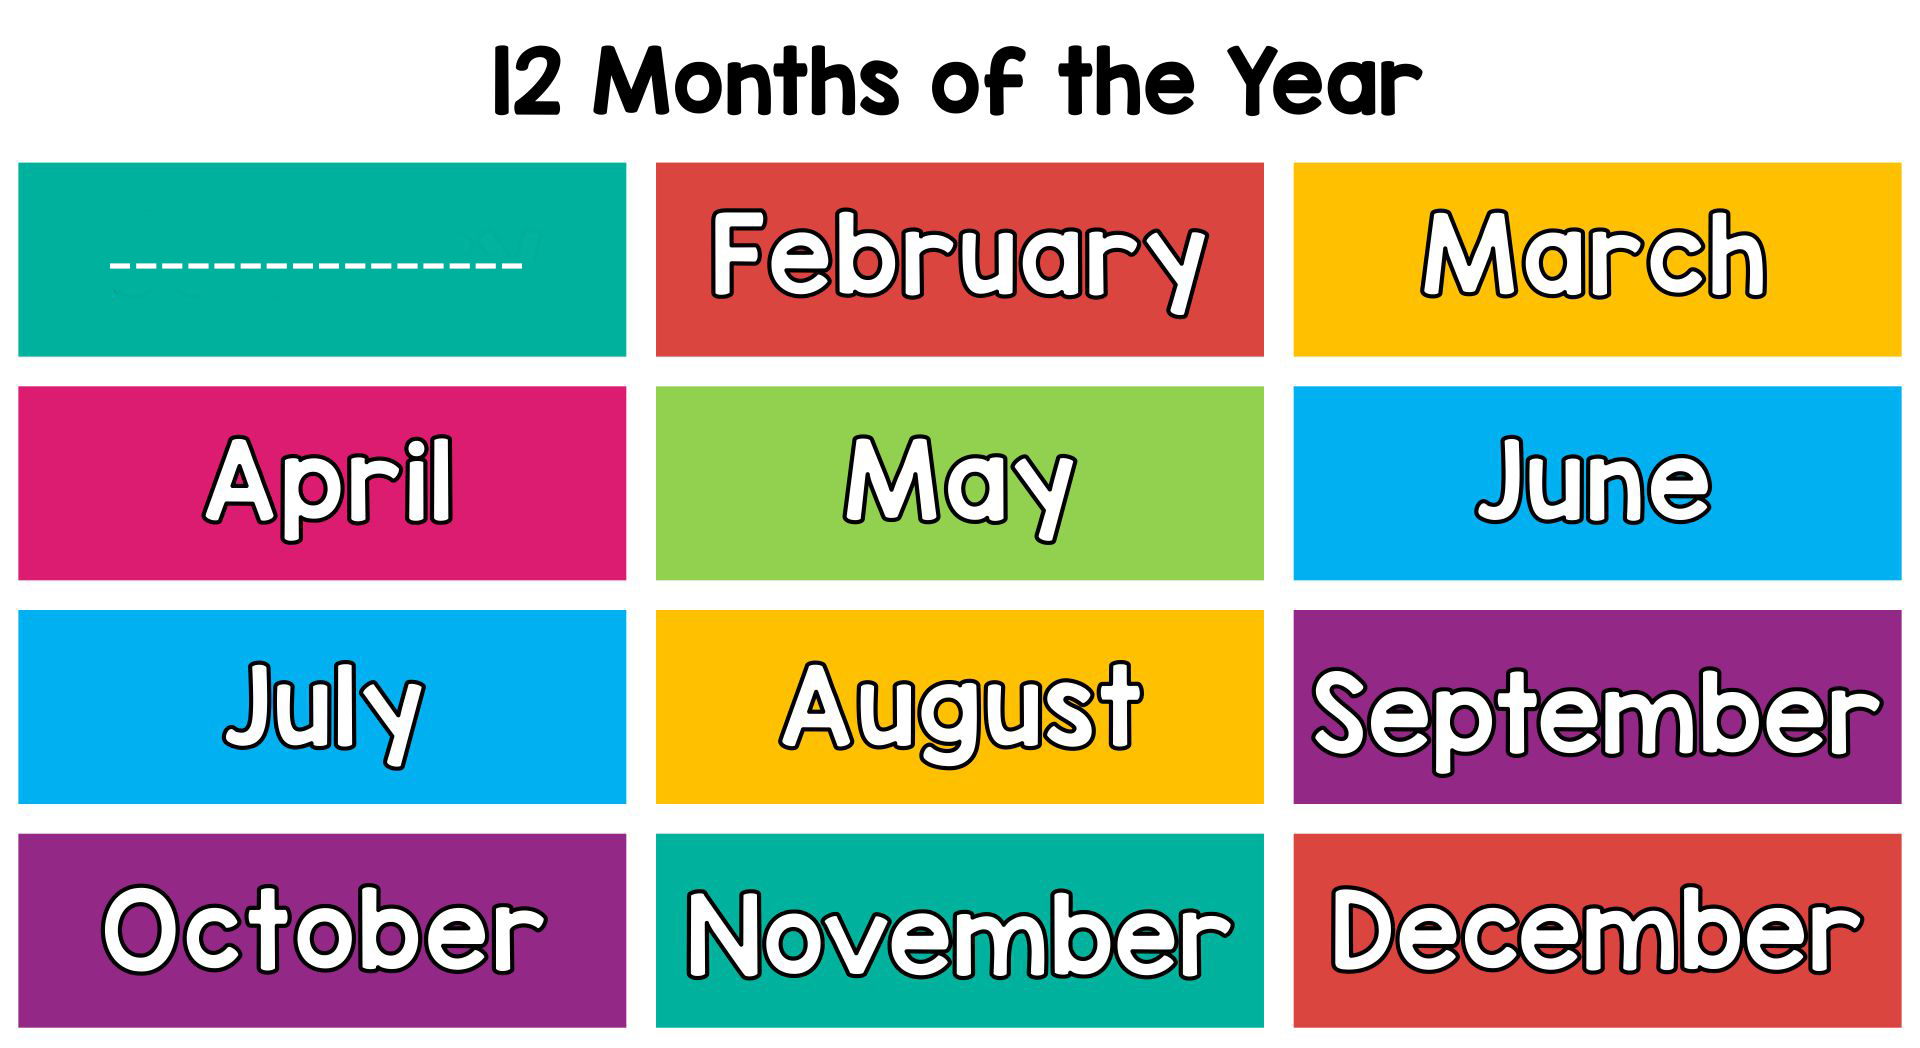 12 Months of the Year
February
March
April
May
June
July
August
September
October
November
December